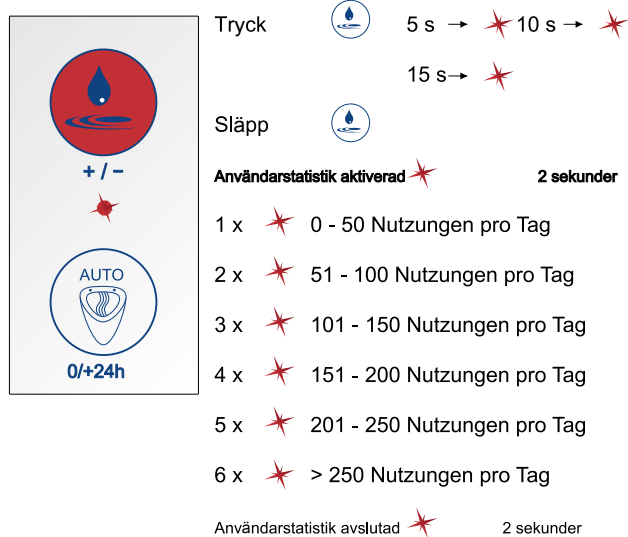 + / −
AUTO
0/+24h
Tryck 5 s → 10 s →
15 s →
Släpp
Användarstatistik aktiverad 2 sekunder
1 x 0 - 50 Nutzungen pro Tag
2 x 51 - 100 Nutzungen pro Tag
3 x 101 - 150 Nutzungen pro Tag
4 x 151 - 200 Nutzungen pro Tag
5 x 201 - 250 Nutzungen pro Tag
6 x > 250 Nutzungen pro Tag
Användarstatistik avslutad 2 sekunder